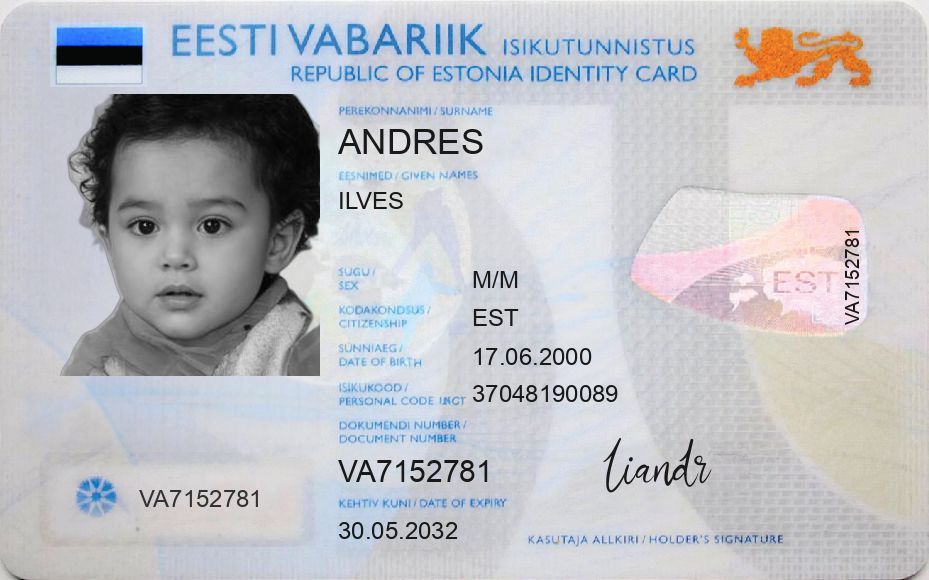 EESTI VABARIIK ISIKUTUNNISTUS
REPUBLIC OF ESTONIA IDENTITY CARD
PEREKONNANIMI / SURNAME
ANDRES
EESNIMED / GIVEN NAMES
ILVES
SUGU /
SEX
M/M
KODAKONDSUS /
CITIZENSHIP
EST
SÜNNIAEG /
DATE OF BIRTH
17.06.2000
ISIKUKOOD /
PERSONAL CODE
37048190089
DOKUMENDI NUMBER /
DOCUMENT NUMBER
VA7152781
KEHTIV KUNI / DATE OF EXPIRY
30.05.2032
VA7152781
EST
VA7152781
KASUTAJA ALLKIRI / HOLDER'S SIGNATURE